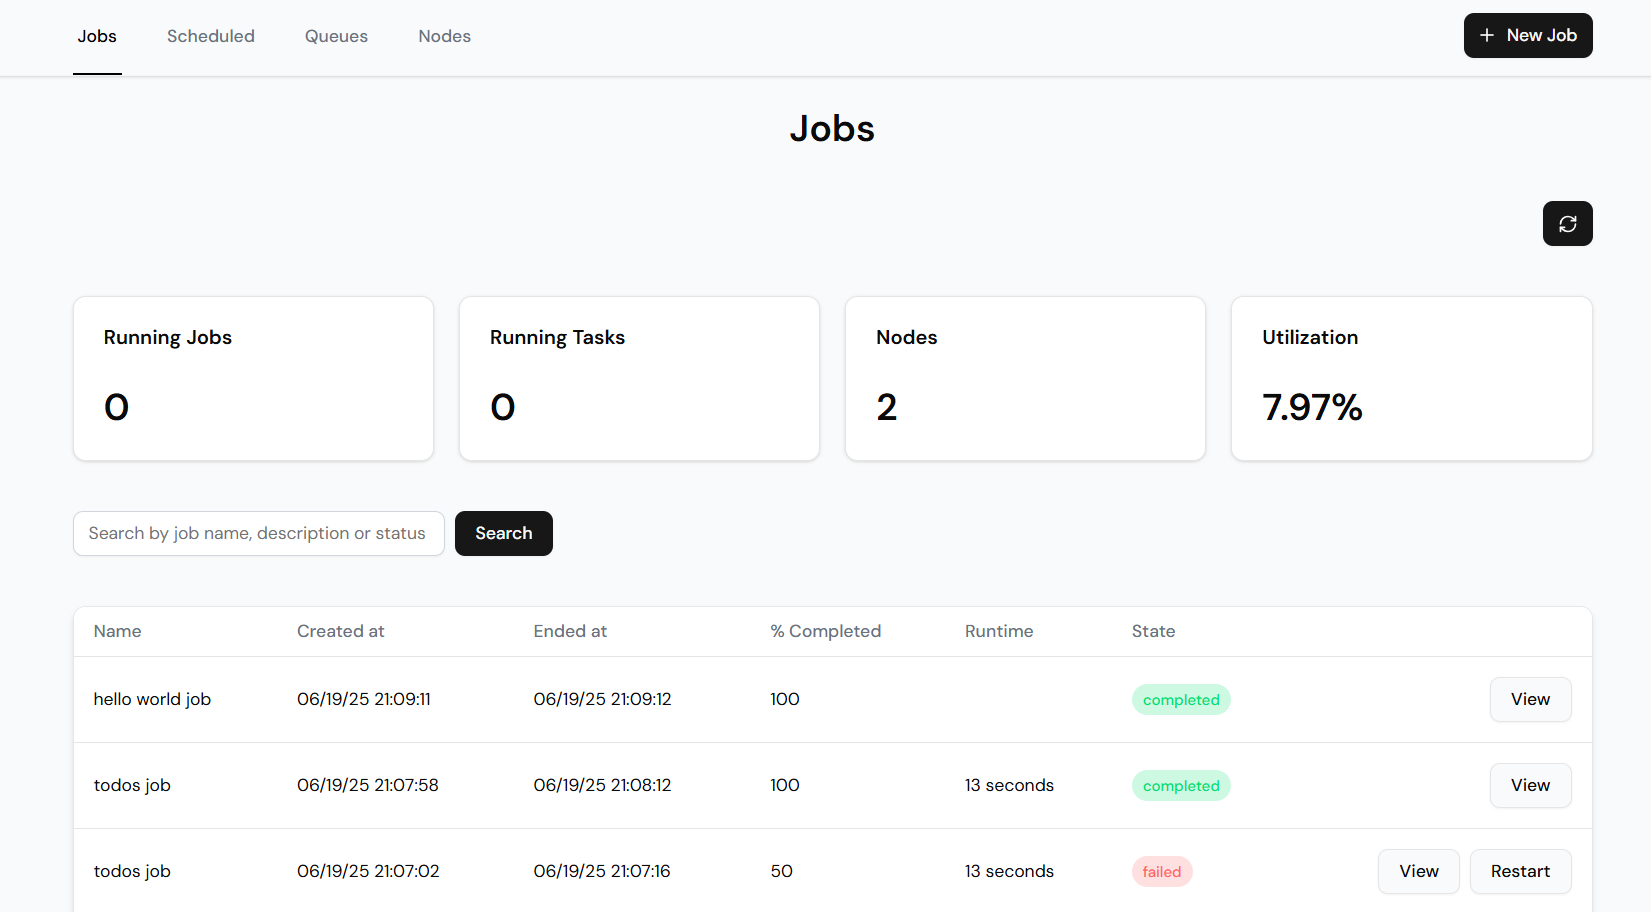 Jobs Scheduled Queues Nodes New Job
Jobs
Running Jobs Running Tasks Nodes Utilization
0 0 2 7.97%
Search by job name, description or status Search
Name Created at Ended at % Completed Runtime State
hello world job 06/19/25 21:09:11 06/19/25 21:09:12 100 completed View
todos job 06/19/25 21:07:58 06/19/25 21:08:12 100 13 seconds completed View
todos job 06/19/25 21:07:02 06/19/25 21:07:16 50 13 seconds failed View Restart